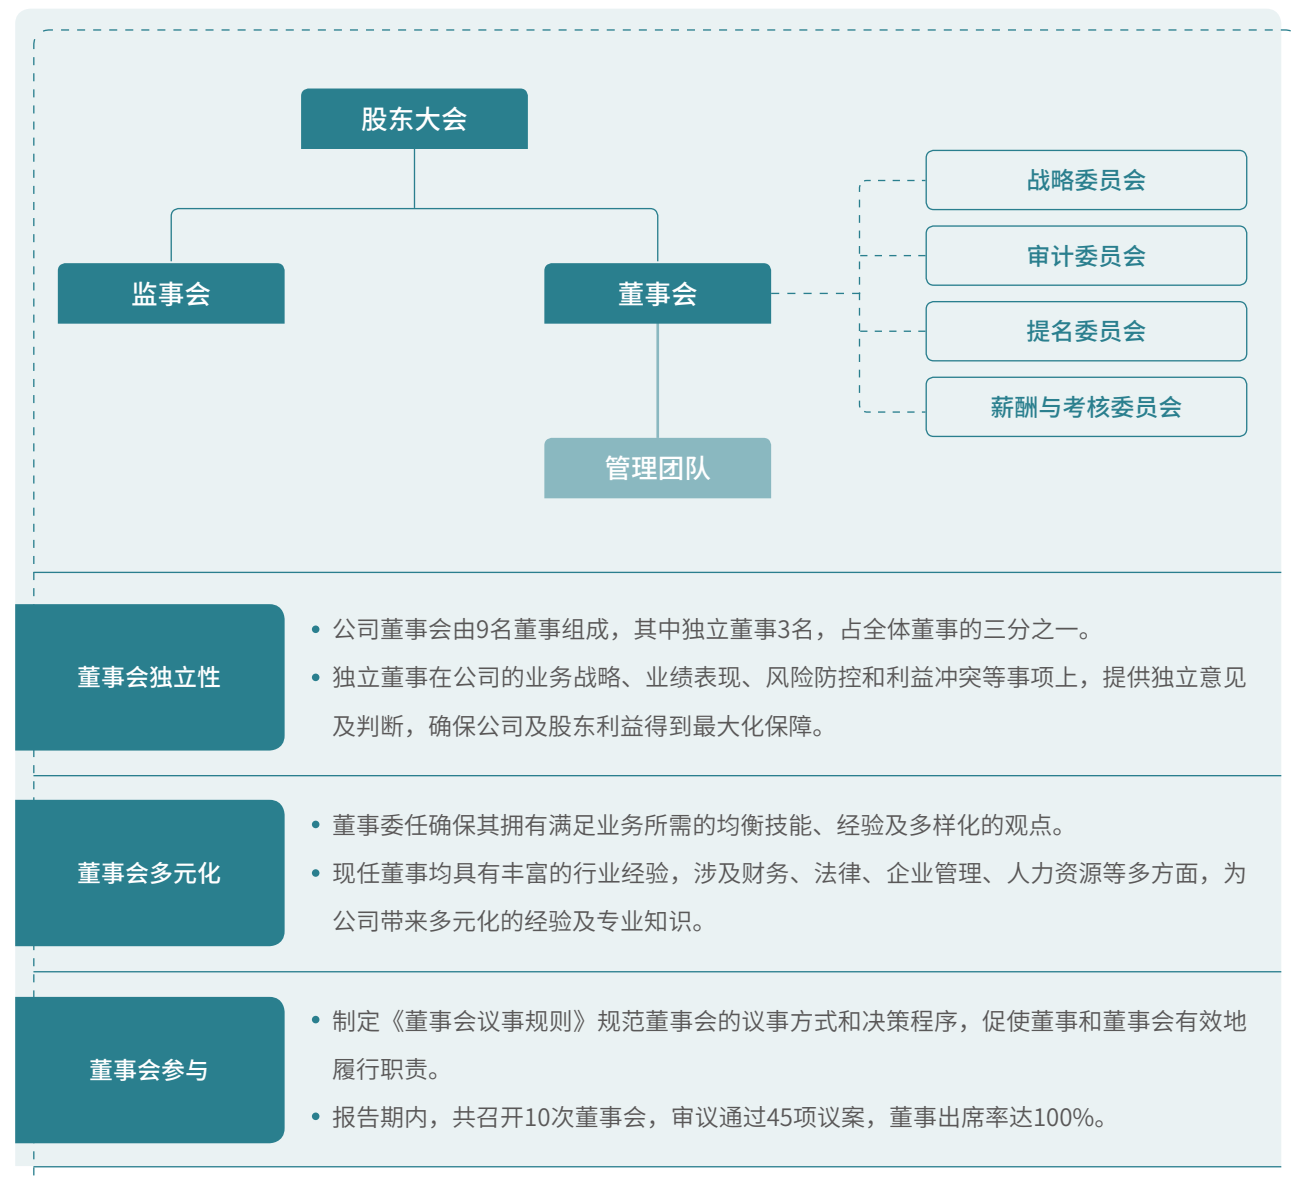 股东大会
监事会
董事会
战略委员会
审计委员会
提名委员会
薪酬与考核委员会
管理团队
董事会独立性
• 公司董事会由9名董事组成，其中独立董事3名，占全体董事的三分之一。
• 独立董事在公司的业务战略、业绩表现、风险防控和利益冲突等事项上，提供独立意见
及判断，确保公司及股东利益得到最大化保障。
董事会多元化
• 董事委任确保其拥有满足业务所需的均衡技能、经验及多样化的观点。
• 现任董事均具有丰富的行业经验，涉及财务、法律、企业管理、人力资源等多方面，为
公司带来多元化的经验及专业知识。
董事会参与
• 制定《董事会议事规则》规范董事会的议事方式和决策程序，促使董事和董事会有效地
履行职责。
• 报告期内，共召开10次董事会，审议通过45项议案，董事出席率达100%。